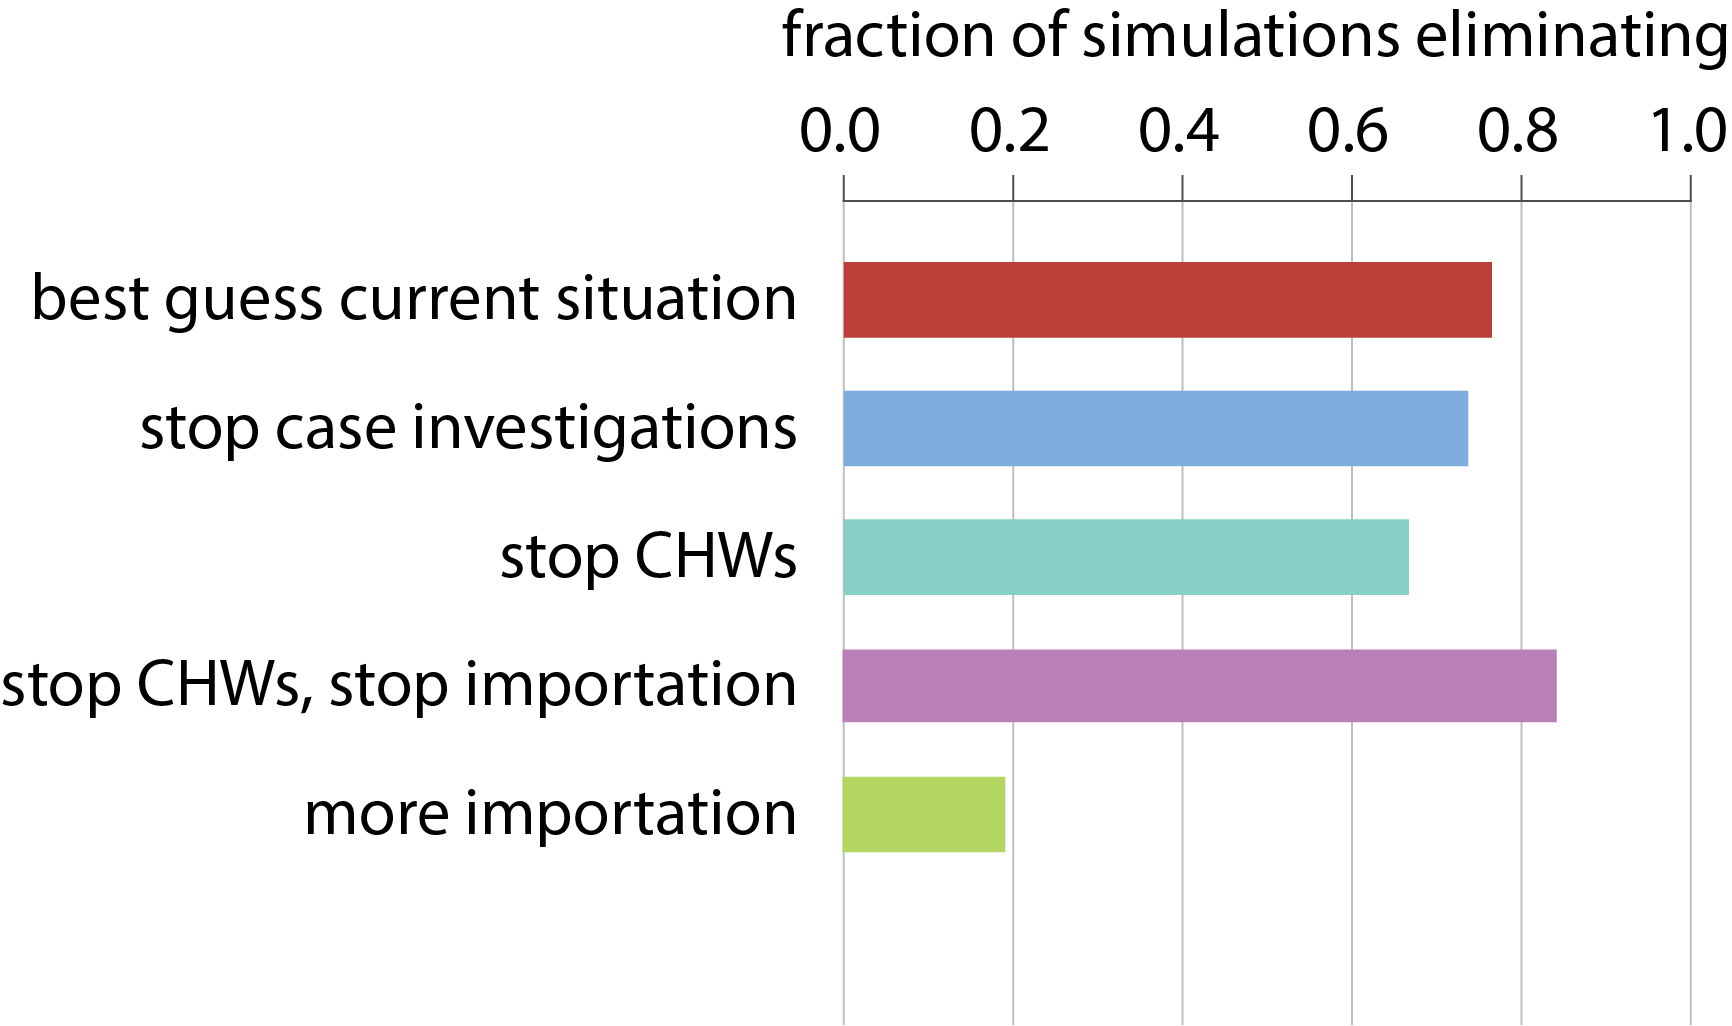 fraction of simulations eliminating
0.0 0.2 0.4 0.6 0.8 1.0
best guess current situation
stop case investigations
stop CHWs
stop CHWs, stop importation
more importation